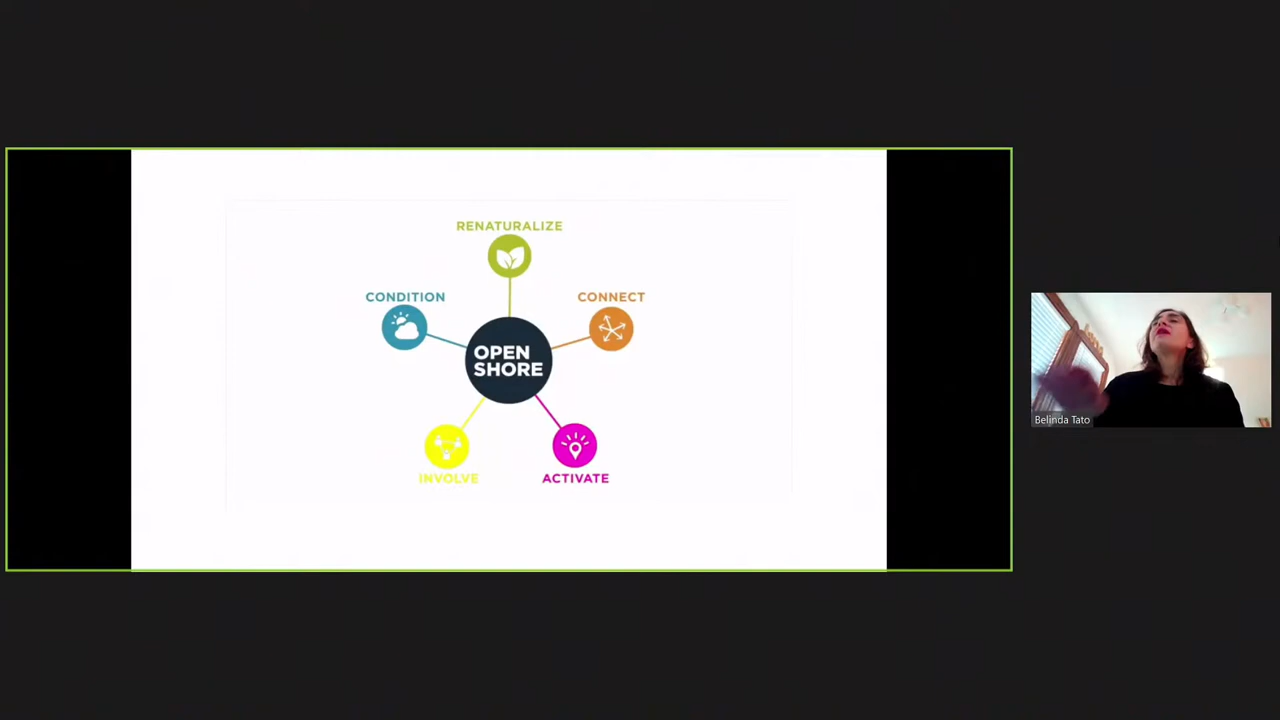 RENATURALIZE
CONDITION
CONNECT
OPEN
SHORE
INVOLVE
ACTIVATE
Belinda Tato